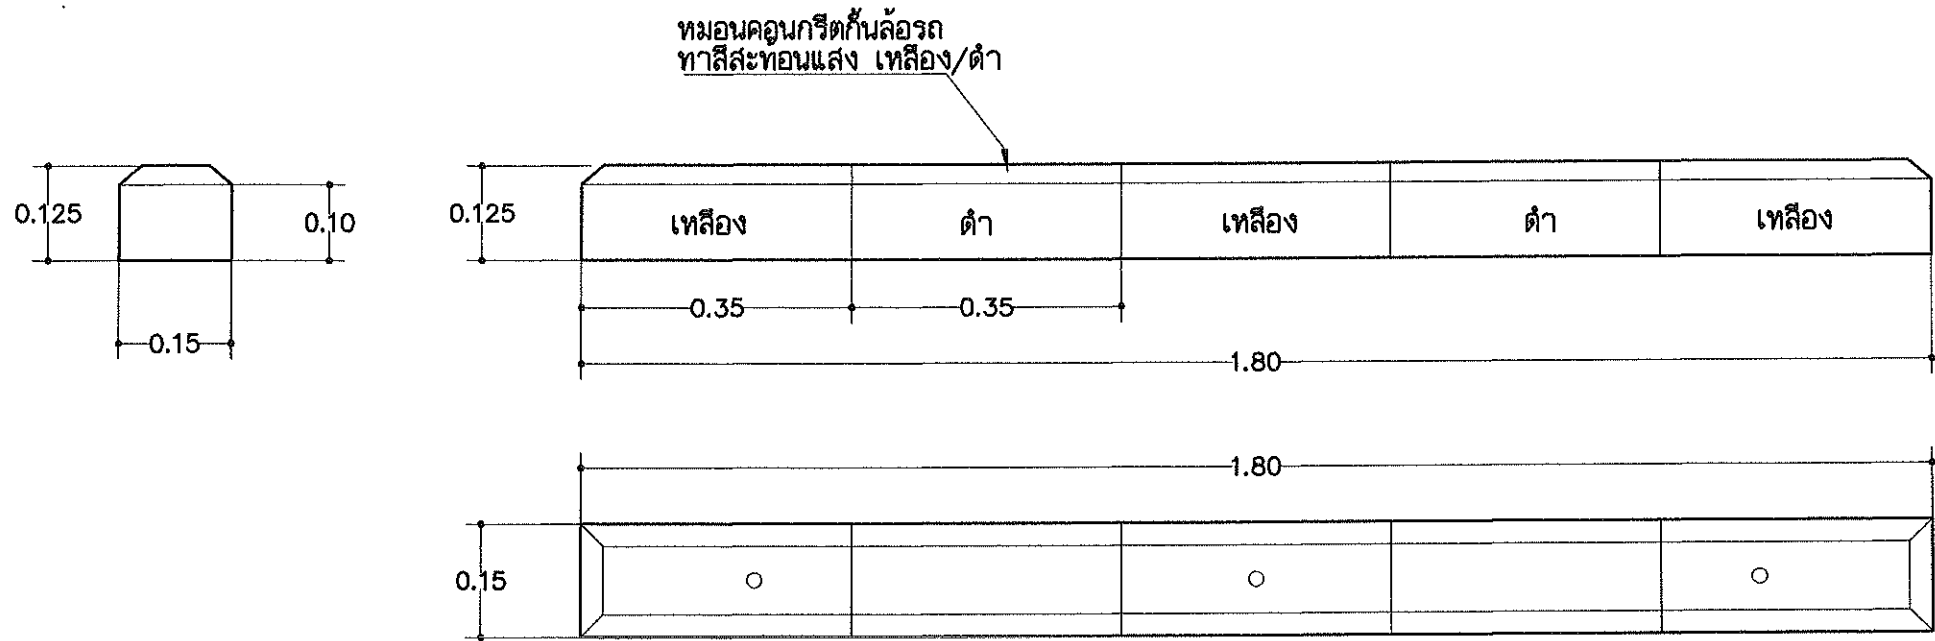 หมอนคอนกรีตกั้นล้อรถ
ทาสีสะท้อนแสง เหลือง/ดำ
0.125
0.10
0.15
0.125
เหลือง
ดำ
เหลือง
ดำ
เหลือง
0.35
0.35
1.80
1.80
0.15